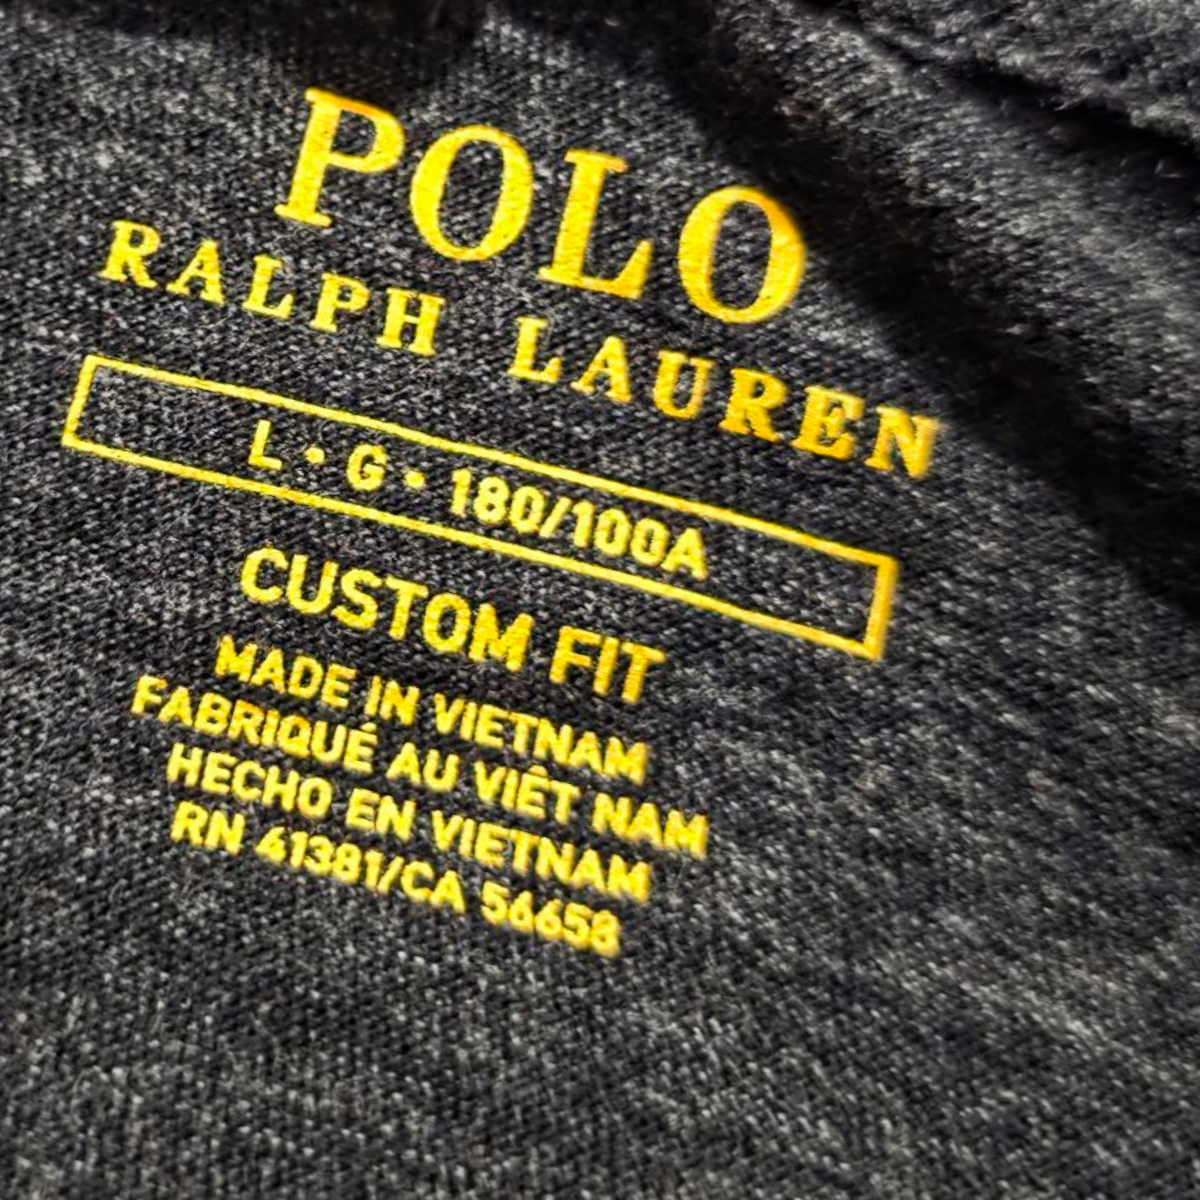 POLO
RALPH LAUREN
L • G • 180/100A
CUSTOM FIT
MADE IN VIETNAM
FABRIQUÉ AU VIÊT NAM
HECHO EN VIETNAM
RN 41381/CA 56658